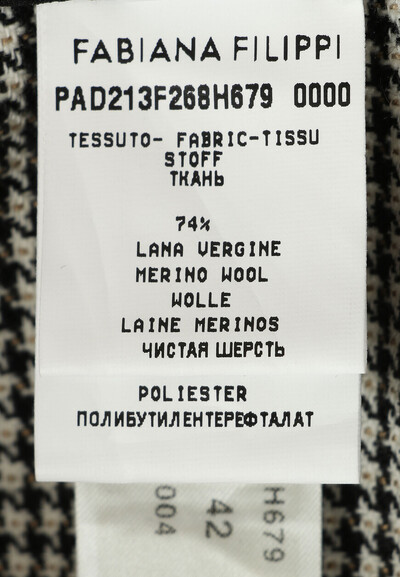 FABIANA FILIPPI
PAD213F268H679 0000
TESSUTO- FABRIC-TISSU
STOFF
ТКАНЬ
74%
LANA VERGINE
MERINO WOOL
WOLLE
LAINE MERINOS
ЧИСТАЯ ШЕРСТЬ
POLIESTER
ПОЛИБУТИЛЕНТЕРЕФТАЛАТ
H679
42
004